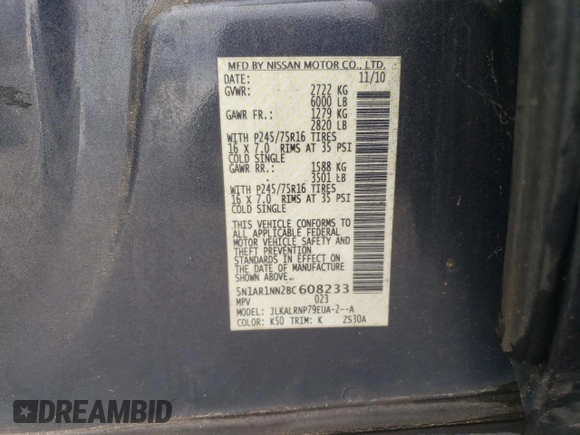 MFD BY NISSAN MOTOR CO., LTD.
DATE: 11/10
GVWR: 2722 KG
6000 LB
GAWR FR.: 1279 KG
2820 LB
WITH P245/75R16 TIRES
16 X 7.0 RIMS AT 35 PSI
COLD SINGLE
GAWR RR.: 1588 KG
3501 LB
WITH P245/75R16 TIRES
16 X 7.0 RIMS AT 35 PSI
COLD SINGLE
THIS VEHICLE CONFORMS TO
ALL APPLICABLE FEDERAL
MOTOR VEHICLE SAFETY AND
THEFT PREVENTION
STANDARDS IN EFFECT ON
THE DATE OF MANUFACTURE
SHOWN ABOVE.
5N1AR1NN2BC608233
MPV 023
MODEL: JLKALRNP79EUA-2--A
COLOR: K50 TRIM: K ZS30A
DREAMBID